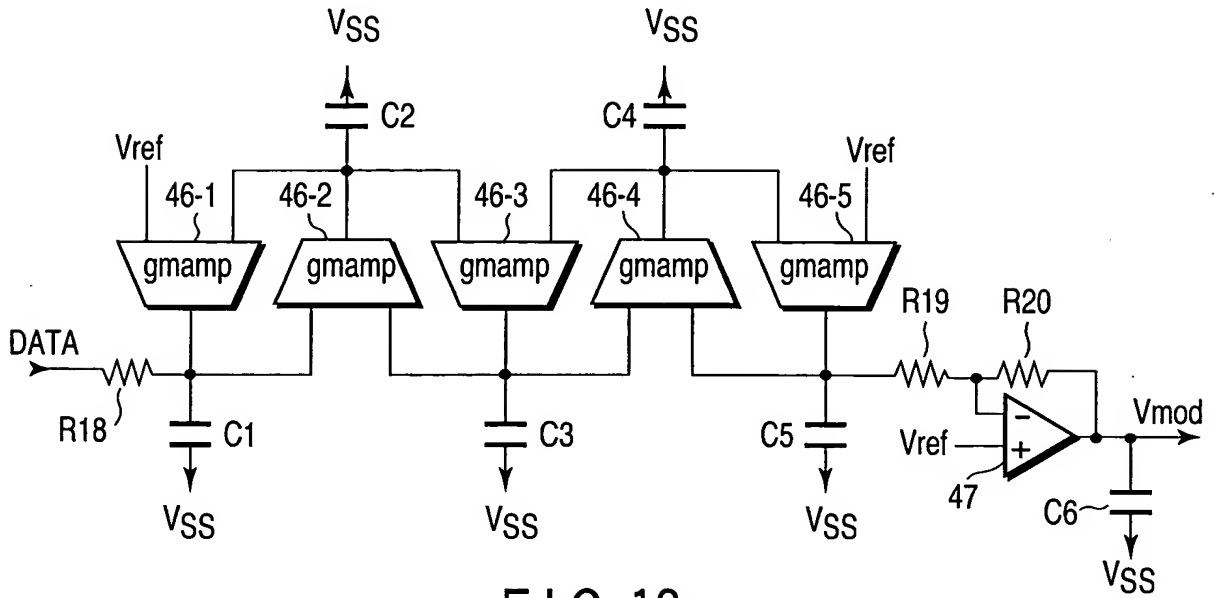 VSS VSS
C2 C4
Vref Vref
46-1 46-2 46-3 46-4 46-5
gmamp gmamp gmamp gmamp gmamp
R19 R20
DATA
Vmod
R18 C1 C3 C5 Vref
- +
47
C6
VSS VSS VSS
VSS